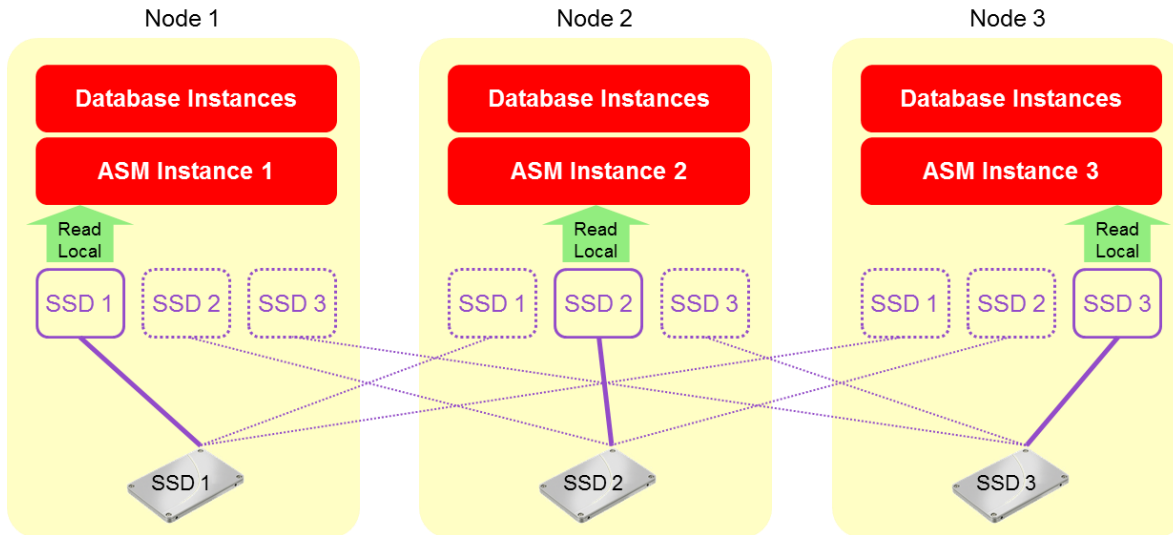 Node 1
Node 2
Node 3
Database Instances
Database Instances
Database Instances
ASM Instance 1
ASM Instance 2
ASM Instance 3
Read
Local
Read
Local
Read
Local
SSD 1
SSD 2
SSD 3
SSD 1
SSD 2
SSD 3
SSD 1
SSD 2
SSD 3
SSD 1
SSD 2
SSD 3